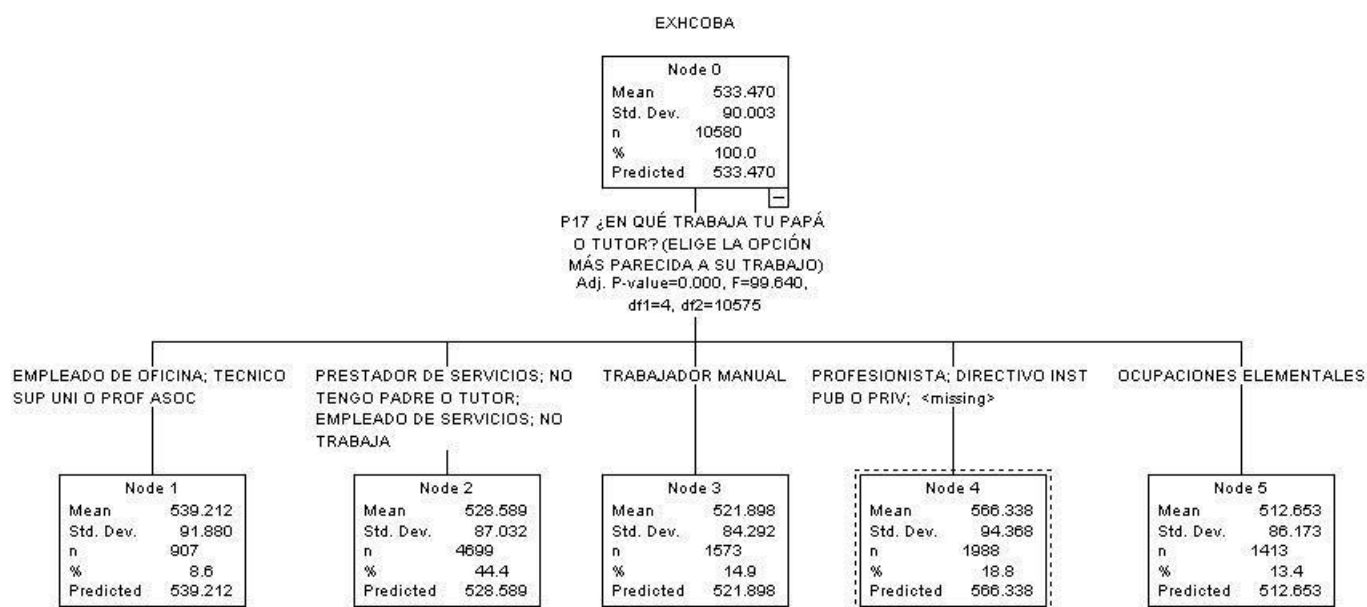 EXHCOBA
Node 0
Mean 533.470
Std. Dev. 90.003
n 10580
% 100.0
Predicted 533.470
P17 ¿EN QUÉ TRABAJA TU PAPÁ
O TUTOR? (ELIGE LA OPCIÓN
MÁS PARECIDA A SU TRABAJO)
Adj. P-value=0.000, F=99.640,
df1=4, df2=10575
EMPLEADO DE OFICINA; TECNICO
SUP UNI O PROF ASOC
Node 1
Mean 539.212
Std. Dev. 91.880
n 907
% 8.6
Predicted 539.212
PRESTADOR DE SERVICIOS; NO
TENGO PADRE O TUTOR;
EMPLEADO DE SERVICIOS; NO
TRABAJA
Node 2
Mean 528.589
Std. Dev. 87.032
n 4699
% 44.4
Predicted 528.589
TRABAJADOR MANUAL
Node 3
Mean 521.898
Std. Dev. 84.292
n 1573
% 14.9
Predicted 521.898
PROFESIONISTA; DIRECTIVO INST
PUB O PRIV; <missing>
Node 4
Mean 566.338
Std. Dev. 94.368
n 1988
% 18.8
Predicted 566.338
OCUPACIONES ELEMENTALES
Node 5
Mean 512.653
Std. Dev. 86.173
n 1413
% 13.4
Predicted 512.653